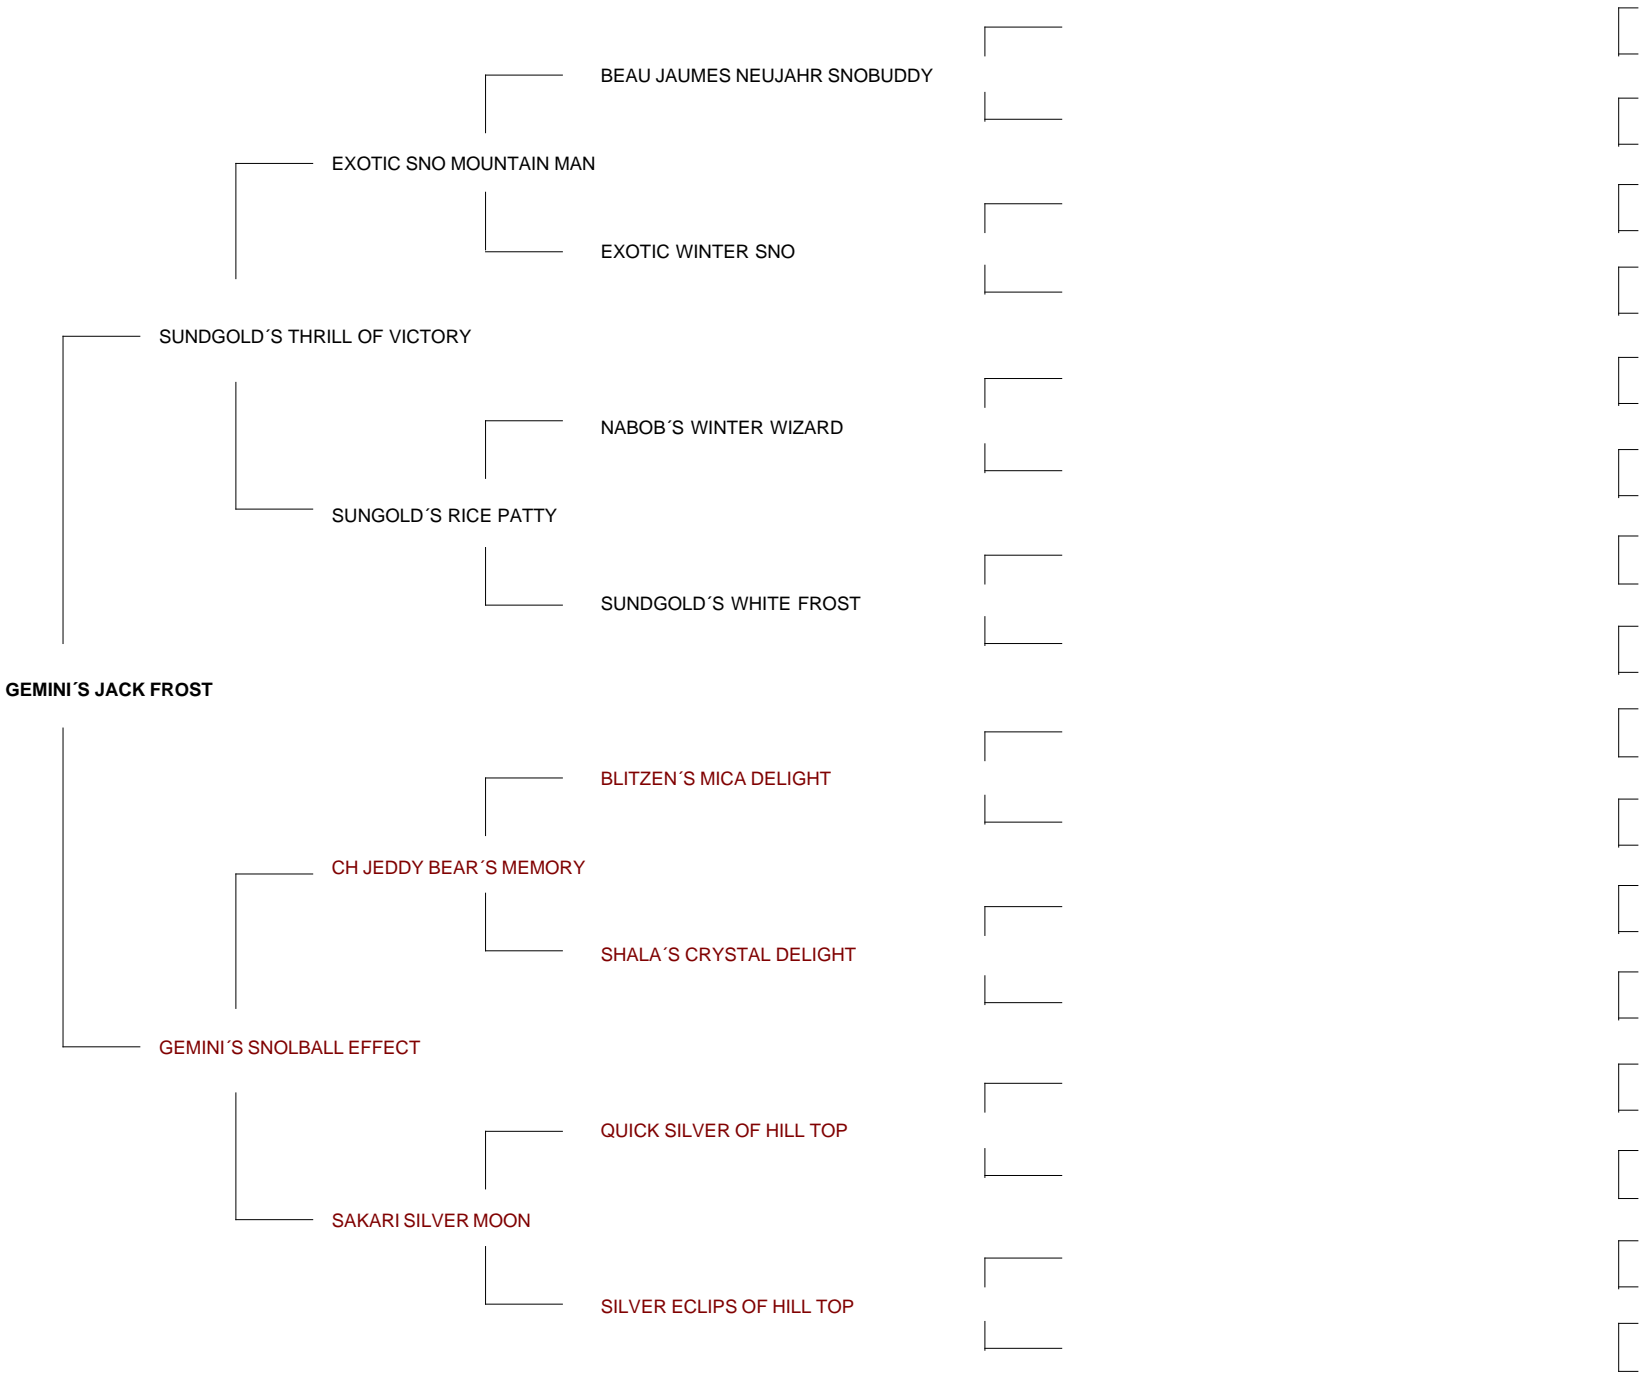 BEAU JAUMES NEUJAHR SNOBUDDY
EXOTIC SNO MOUNTAIN MAN
EXOTIC WINTER SNO
SUNDGOLD´S THRILL OF VICTORY
NABOB´S WINTER WIZARD
SUNGOLD´S RICE PATTY
SUNDGOLD´S WHITE FROST
GEMINI´S JACK FROST
BLITZEN´S MICA DELIGHT
CH JEDDY BEAR´S MEMORY
SHALA´S CRYSTAL DELIGHT
GEMINI´S SNOLBALL EFFECT
QUICK SILVER OF HILL TOP
SAKARI SILVER MOON
SILVER ECLIPS OF HILL TOP